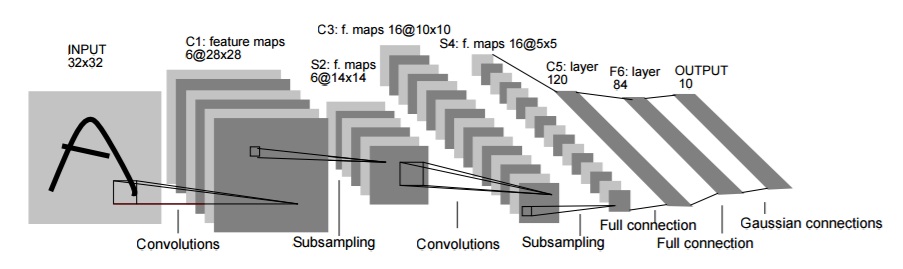 INPUT
32x32
C1: feature maps
6@28x28
S2: f. maps
6@14x14
C3: f. maps 16@10x10
S4: f. maps 16@5x5
C5: layer
120
F6: layer
84
OUTPUT
10
Convolutions
Subsampling
Convolutions
Subsampling
Full connection
Full connection
Gaussian connections